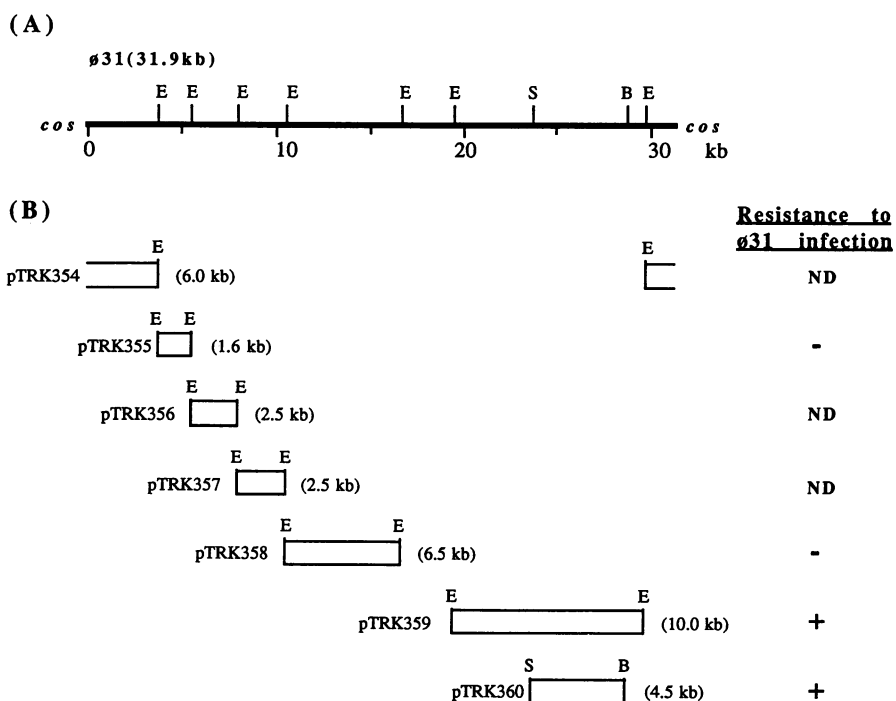 (A)
ø31(31.9kb)
E E E E E E S B E
cos cos
0 10 20 30 kb
(B)
Resistance to
ø31 infection
E E
pTRK354 (6.0 kb) ND
E E
pTRK355 (1.6 kb) -
E E
pTRK356 (2.5 kb) ND
E E
pTRK357 (2.5 kb) ND
E E
pTRK358 (6.5 kb) -
E E
pTRK359 (10.0 kb) +
S B
pTRK360 (4.5 kb) +